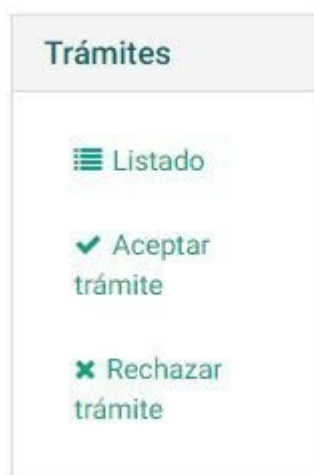 Trámites
Listado
Aceptar
trámite
Rechazar
trámite